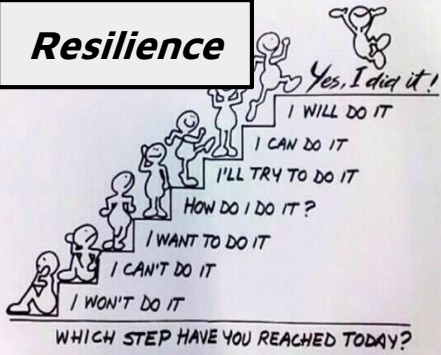 Resilience
Yes, I did it!
I WILL DO IT
I CAN DO IT
I'LL TRY TO DO IT
HOW DO I DO IT?
I WANT TO DO IT
I CAN'T DO IT
I WON'T DO IT
WHICH STEP HAVE YOU REACHED TODAY?